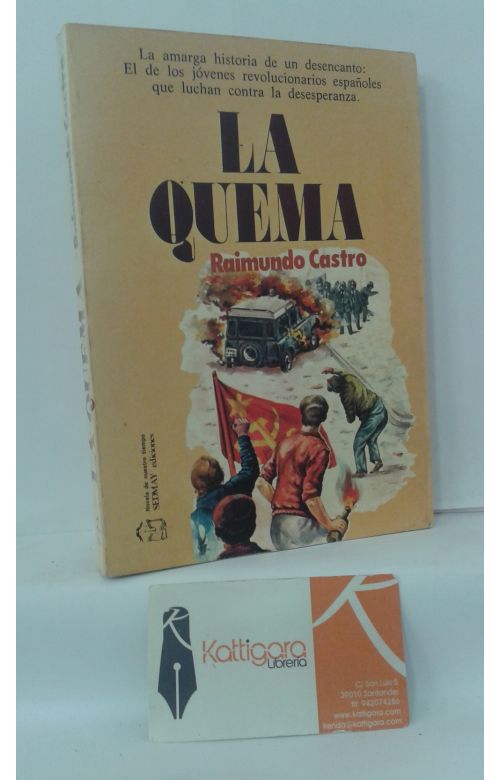 La amarga historia de un desencanto:
El de los jóvenes revolucionarios españoles
que luchan contra la desesperanza.
LA
QUEMA
Raimundo Castro
Novela de nuestro tiempo
SEDMAY ediciones
Kattigara
Librería
C/ San Luis 5
39010 Santander
tlf 942074286
www.kattigara.com
tienda@kattigara.com